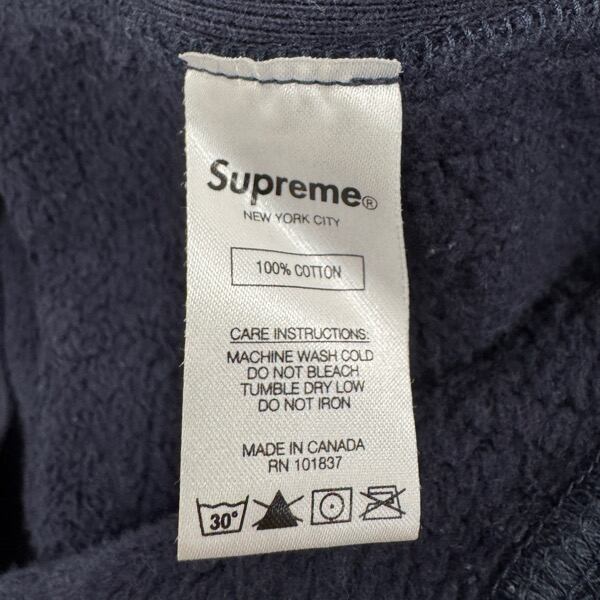 Supreme®
NEW YORK CITY
100% COTTON
CARE INSTRUCTIONS:
MACHINE WASH COLD
DO NOT BLEACH
TUMBLE DRY LOW
DO NOT IRON
MADE IN CANADA
RN 101837
30°